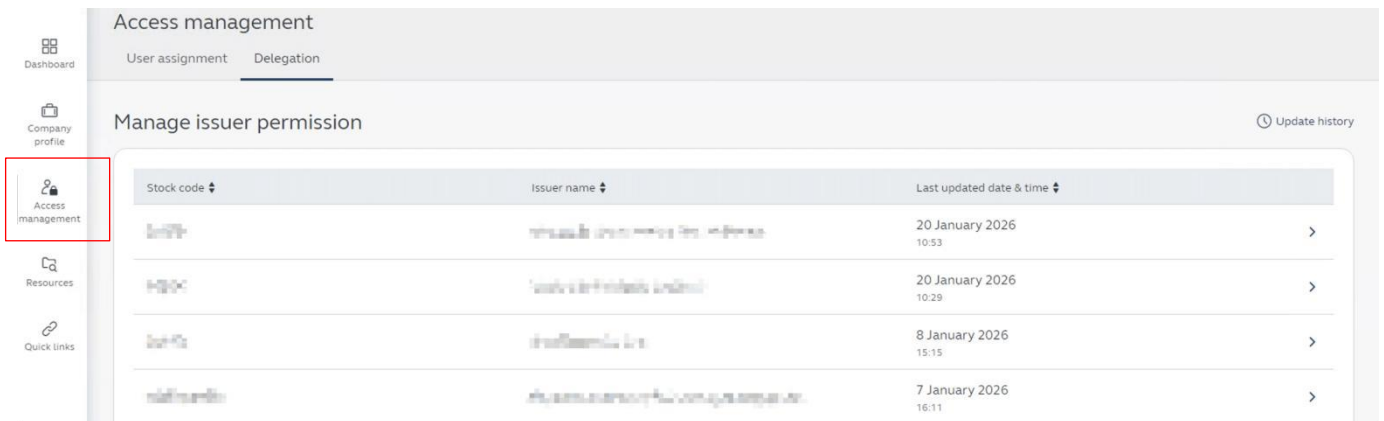 Access management
User assignment Delegation
Dashboard
Company
profile
Access
management
Resources
Quick links
Manage issuer permission
Update history
Stock code Issuer name Last updated date & time
20 January 2026
10:53
20 January 2026
10:29
8 January 2026
15:15
7 January 2026
16:11